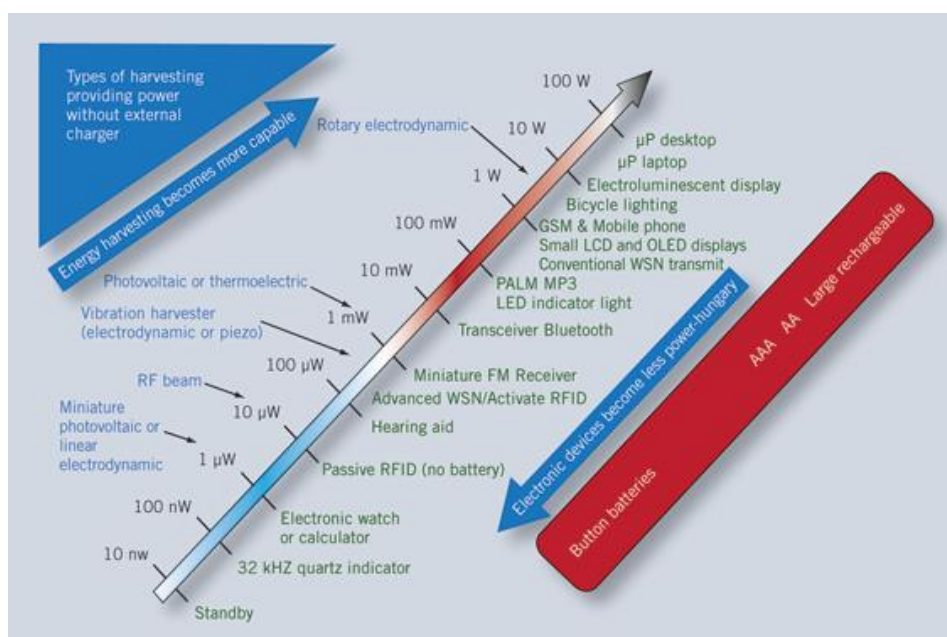 Types of harvesting
providing power
without external
charger
Energy harvesting becomes more capable
Rotary electrodynamic
Photovoltaic or thermoelectric
Vibration harvester
(electrodynamic or piezo)
RF beam
Miniature
photovoltaic or
linear
electrodynamic
100 W
10 W
1 W
100 mW
10 mW
1 mW
100 µW
10 µW
1 µW
100 nW
10 nw
µP desktop
µP laptop
Electroluminescent display
Bicycle lighting
GSM & Mobile phone
Small LCD and OLED displays
Conventional WSN transmit
PALM MP3
LED indicator light
Transceiver Bluetooth
Miniature FM Receiver
Advanced WSN/Activate RFID
Hearing aid
Passive RFID (no battery)
Electronic watch
or calculator
32 kHZ quartz indicator
Standby
Electronic devices become less power-hungry
Button batteries AAA AA Large rechargeable